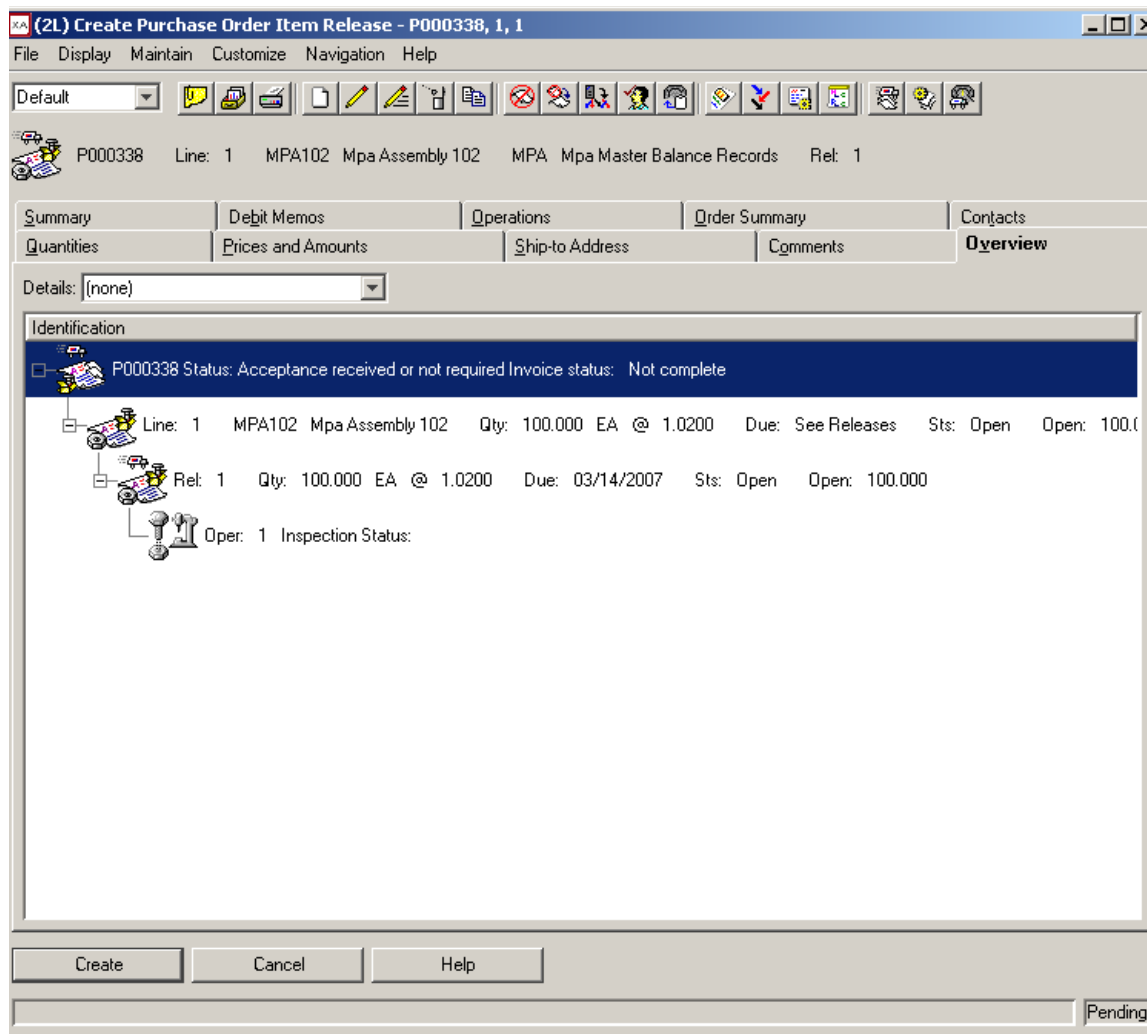 XA (2L) Create Purchase Order Item Release - P000338, 1, 1
File Display Maintain Customize Navigation Help
Default
P000338 Line: 1 MPA102 Mpa Assembly 102 MPA Mpa Master Balance Records Rel: 1
Summary Debit Memos Operations Order Summary Contacts
Quantities Prices and Amounts Ship-to Address Comments Overview
Details: (none)
Identification
P000338 Status: Acceptance received or not required Invoice status: Not complete
Line: 1 MPA102 Mpa Assembly 102 Qty: 100.000 EA @ 1.0200 Due: See Releases Sts: Open Open: 100.0
Rel: 1 Qty: 100.000 EA @ 1.0200 Due: 03/14/2007 Sts: Open Open: 100.000
Oper: 1 Inspection Status:
Create Cancel Help
Pending